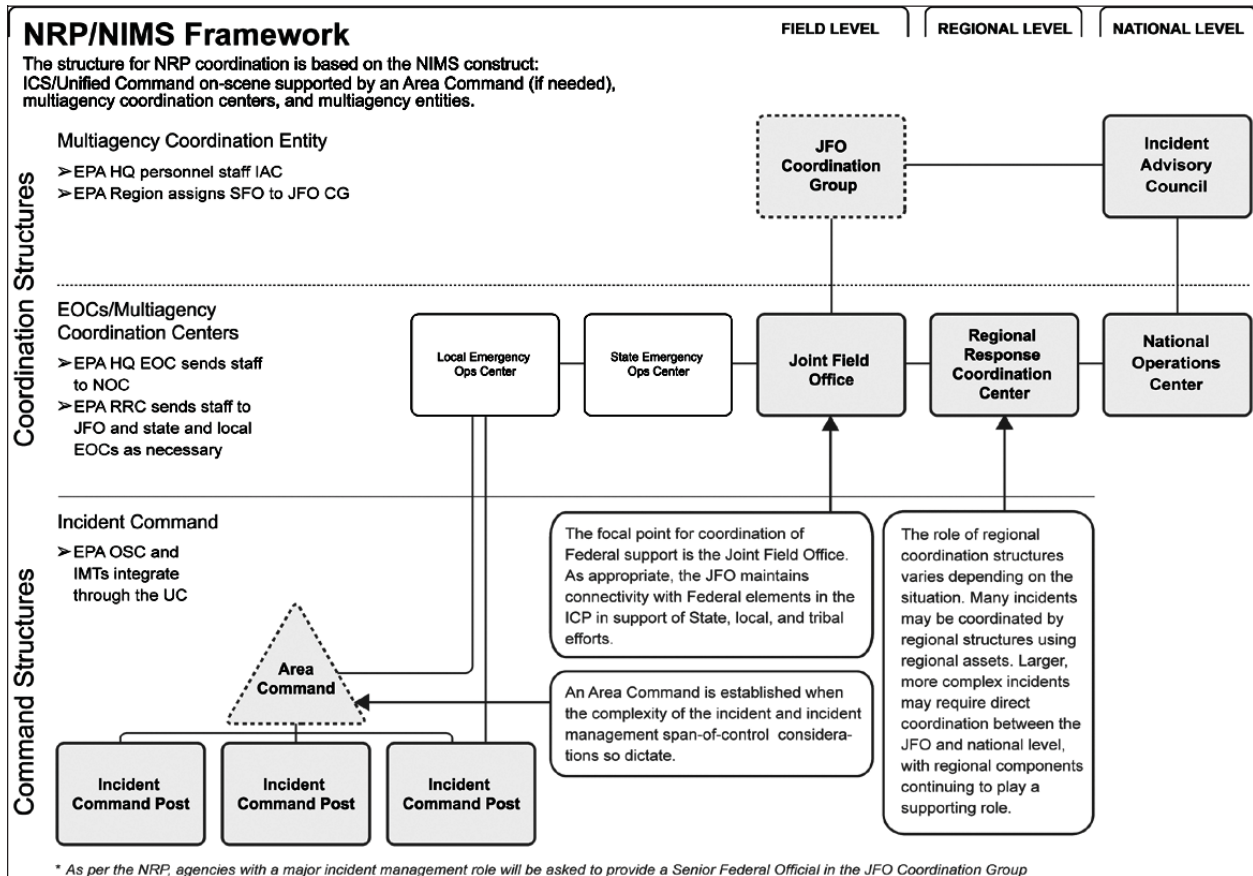 NRP/NIMS Framework
The structure for NRP coordination is based on the NIMS construct:
ICS/Unified Command on-scene supported by an Area Command (if needed),
multiagency coordination centers, and multiagency entities.
FIELD LEVEL
REGIONAL LEVEL
NATIONAL LEVEL
Coordination Structures
Multiagency Coordination Entity
➢EPA HQ personnel staff IAC
➢EPA Region assigns SFO to JFO CG
JFO
Coordination
Group
Incident
Advisory
Council
EOCs/Multiagency
Coordination Centers
➢EPA HQ EOC sends staff
to NOC
➢EPA RRC sends staff to
JFO and state and local
EOCs as necessary
Local Emergency
Ops Center
State Emergency
Ops Center
Joint Field
Office
Regional
Response
Coordination
Center
National
Operations
Center
Command Structures
Incident Command
➢ EPA OSC and
IMTs integrate
through the UC
Area
Command
Incident
Command Post
Incident
Command Post
Incident
Command Post
The focal point for coordination of
Federal support is the Joint Field Office.
As appropriate, the JFO maintains
connectivity with Federal elements in the
ICP in support of State, local, and tribal
efforts.
An Area Command is established when
the complexity of the incident and incident
management span-of-control considera-
tions so dictate.
The role of regional
coordination structures
varies depending on the
situation. Many incidents
may be coordinated by
regional structures using
regional assets. Larger,
more complex incidents
may require direct
coordination between the
JFO and national level,
with regional components
continuing to play a
supporting role.
* As per the NRP, agencies with a major incident management role will be asked to provide a Senior Federal Official in the JFO Coordination Group